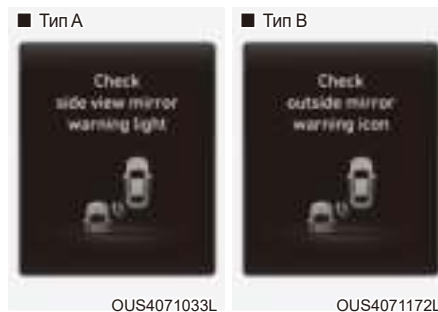 ■ Тип A
Check
side view mirror
warning light
OUS4071033L
■ Тип B
Check
outside mirror
warning icon
OUS4071172L